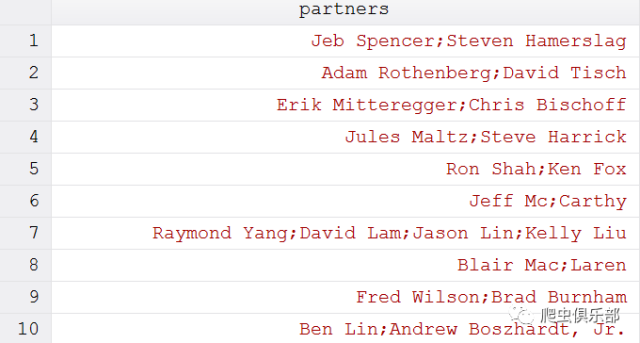 partners
1 Jeb Spencer;Steven Hamerslag
2 Adam Rothenberg;David Tisch
3 Erik Mitteregger;Chris Bischoff
4 Jules Maltz;Steve Harrick
5 Ron Shah;Ken Fox
6 Jeff Mc;Carthy
7 Raymond Yang;David Lam;Jason Lin;Kelly Liu
8 Blair Mac;Laren
9 Fred Wilson;Brad Burnham
爬虫俱乐部
10 Ben Lin;Andrew Boszhardt, Jr.